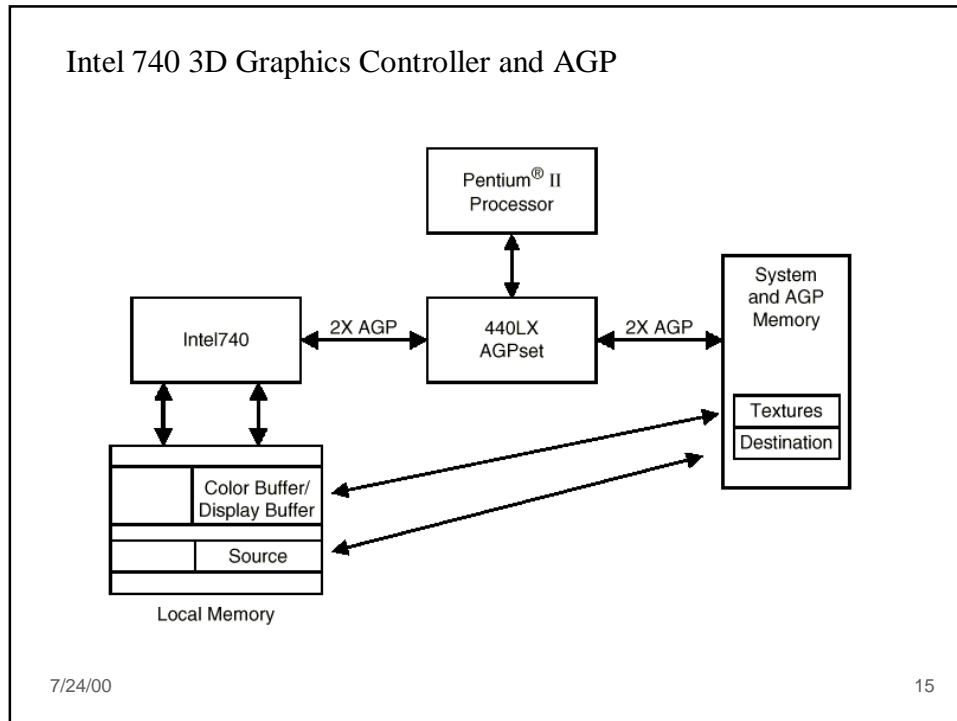 Intel 740 3D Graphics Controller and AGP
Pentium® II
Processor
System
and AGP
Memory
Intel740
2X AGP
440LX
AGPset
2X AGP
Textures
Destination
Color Buffer/
Display Buffer
Source
Local Memory
7/24/00
15